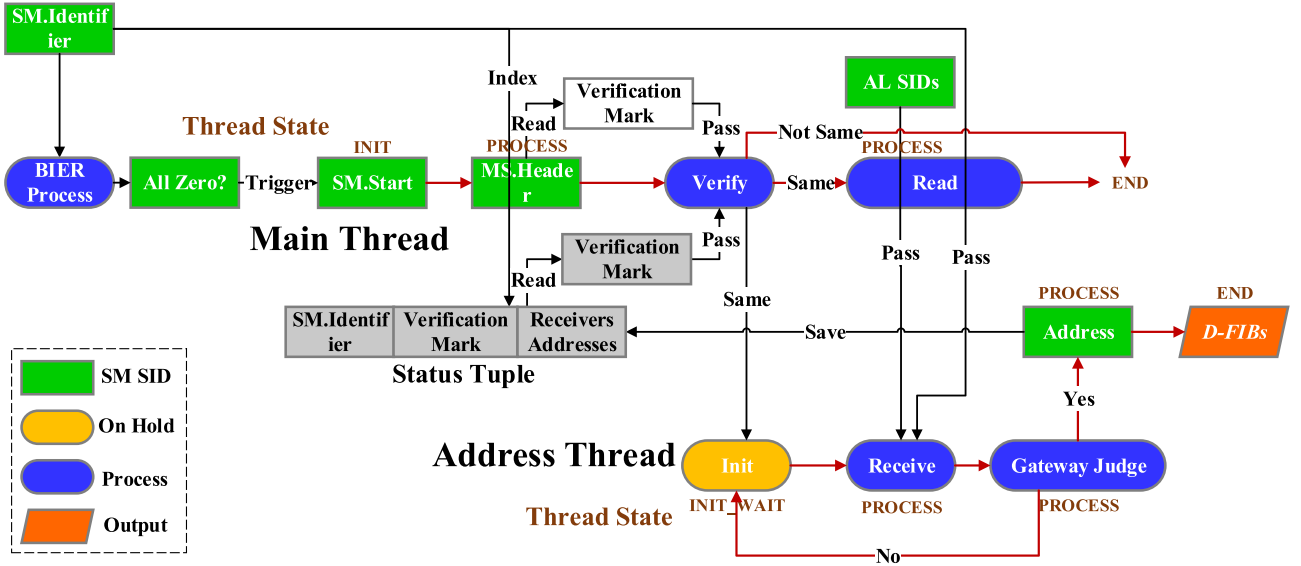 SM.Identif
ier
Index
AL SIDs
Verification
Mark
Read
Pass
Not Same
Thread State
INIT
PROCESS
PROCESS
BIER
Process
All Zero?
Trigger
SM.Start
MS.Heade
r
Verify
Same
Read
END
Main Thread
Verification
Mark
Read
Pass
Pass
Pass
Same
SM.Identif
ier
Verification
Mark
Receivers
Addresses
Status Tuple
Save
PROCESS
Address
END
D-FIBs
Yes
SM SID
On Hold
Process
Output
Address Thread
Init
Receive
Gateway Judge
Thread State
INIT_WAIT
PROCESS
PROCESS
No